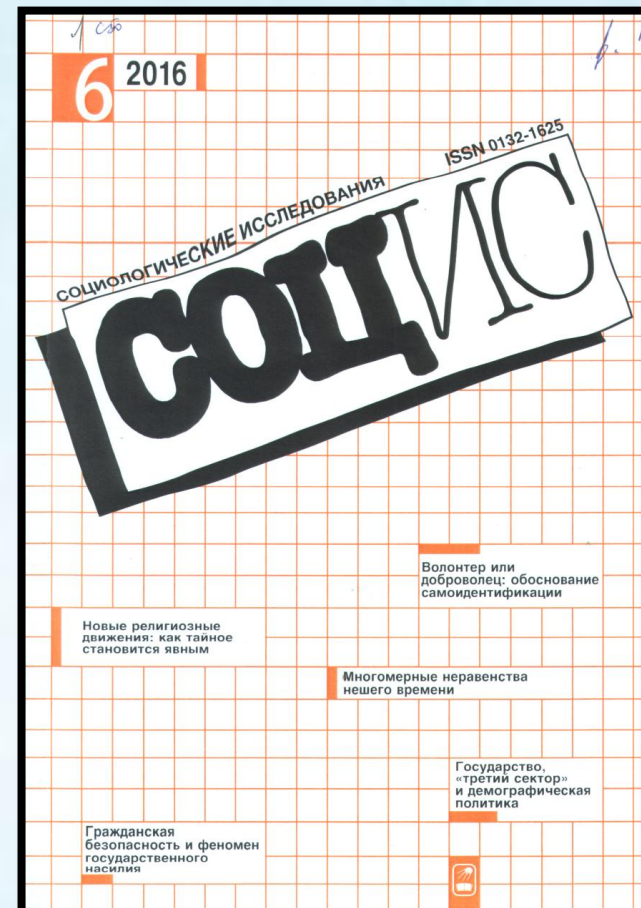 6
2016
ISSN 0132-1625
СОЦИОЛОГИЧЕСКИЕ ИССЛЕДОВАНИЯ
СОЦИС
Волонтер или
доброволец: обоснование
самоидентификации
Новые религиозные
движения: как тайное
становится явным
Многомерные неравенства
нешего времени
Государство,
«третий сектор»
и демографическая
политика
Гражданская
безопасность и феномен
государственного
насилия